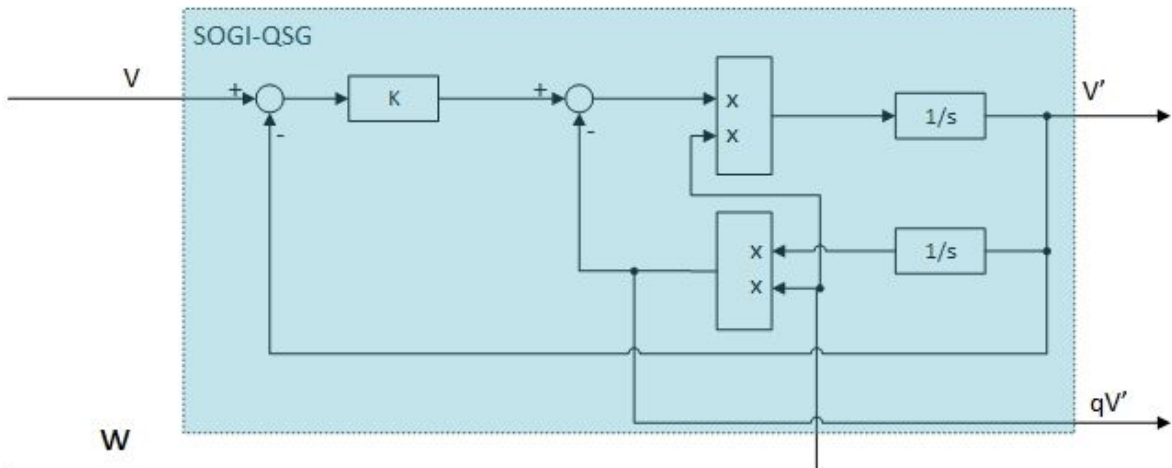 SOGI-QSG
V
+
K
+
x
x
1/s
V'
-
-
x
x
1/s
qV'
W